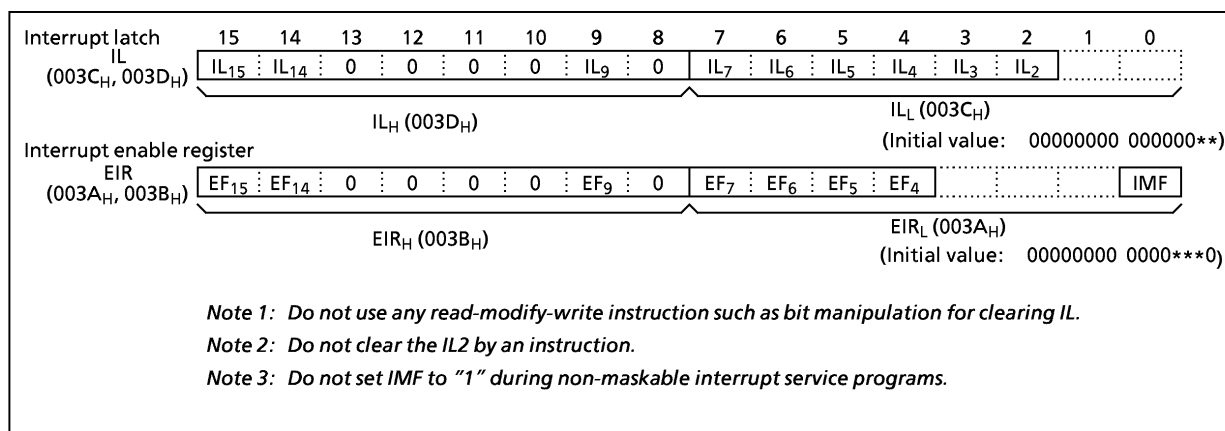 Interrupt latch 15 14 13 12 11 10 9 8 7 6 5 4 3 2 1 0
IL
(003CH, 003DH) IL15 IL14 0 0 0 0 IL9 0 IL7 IL6 IL5 IL4 IL3 IL2
ILH (003DH) ILL (003CH)
(Initial value: 00000000 000000**)
Interrupt enable register
EIR
(003AH, 003BH) EF15 EF14 0 0 0 0 EF9 0 EF7 EF6 EF5 EF4 IMF
EIRH (003BH) EIRL (003AH)
(Initial value: 00000000 0000***0)
Note 1: Do not use any read-modify-write instruction such as bit manipulation for clearing IL.
Note 2: Do not clear the IL2 by an instruction.
Note 3: Do not set IMF to "1" during non-maskable interrupt service programs.